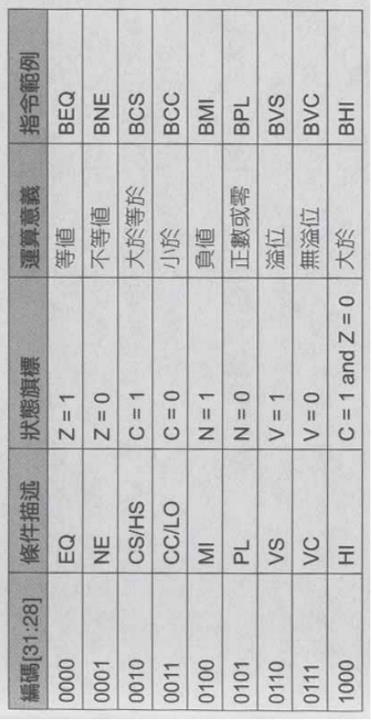 編碼[31:28] 條件描述 狀態旗標 運算意義 指令範例
0000 EQ Z = 1 等值 BEQ
0001 NE Z = 0 不等值 BNE
0010 CS/HS C = 1 大於等於 BCS
0011 CC/LO C = 0 小於 BCC
0100 MI N = 1 負值 BMI
0101 PL N = 0 正數或零 BPL
0110 VS V = 1 溢位 BVS
0111 VC V = 0 無溢位 BVC
1000 HI C = 1 and Z = 0 大於 BHI